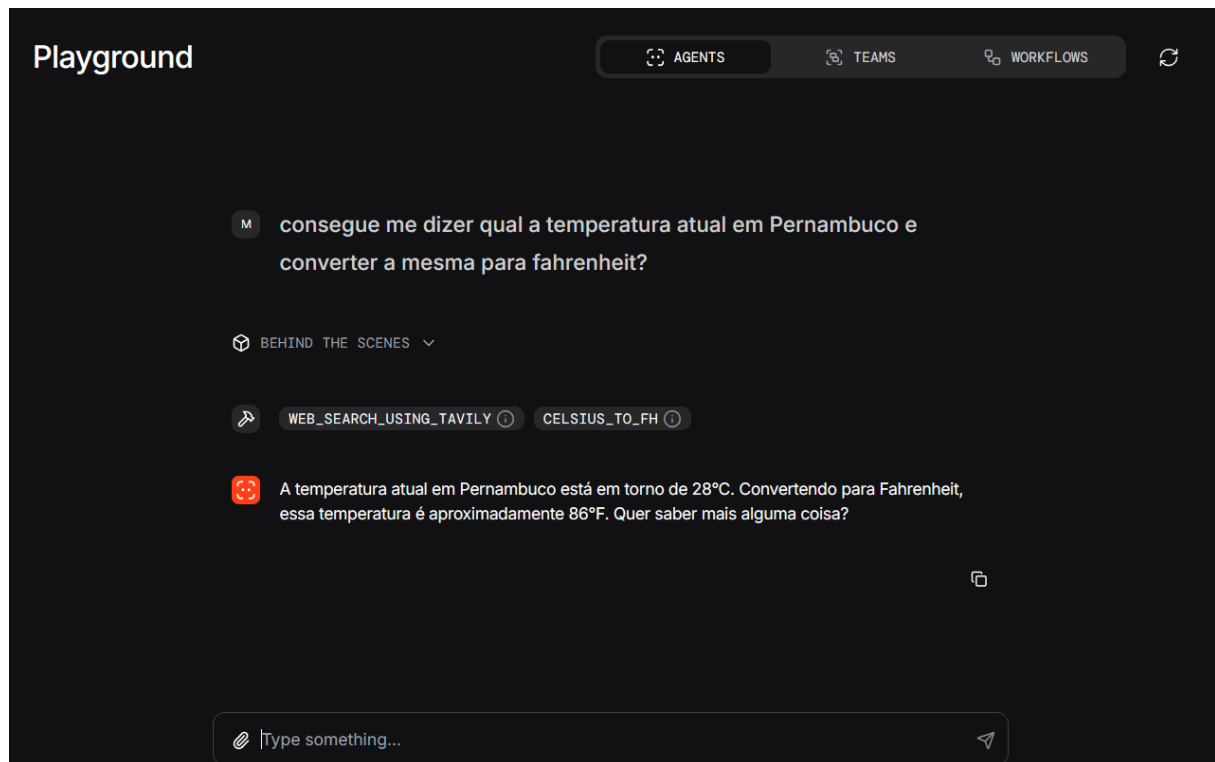 Playground
AGENTS
TEAMS
WORKFLOWS
M
consegue me dizer qual a temperatura atual em Pernambuco e
converter a mesma para fahrenheit?
BEHIND THE SCENES
WEB_SEARCH_USING_TAVILY
CELSIUS_TO_FH
A temperatura atual em Pernambuco está em torno de 28°C. Convertendo para Fahrenheit,
essa temperatura é aproximadamente 86°F. Quer saber mais alguma coisa?
Type something...